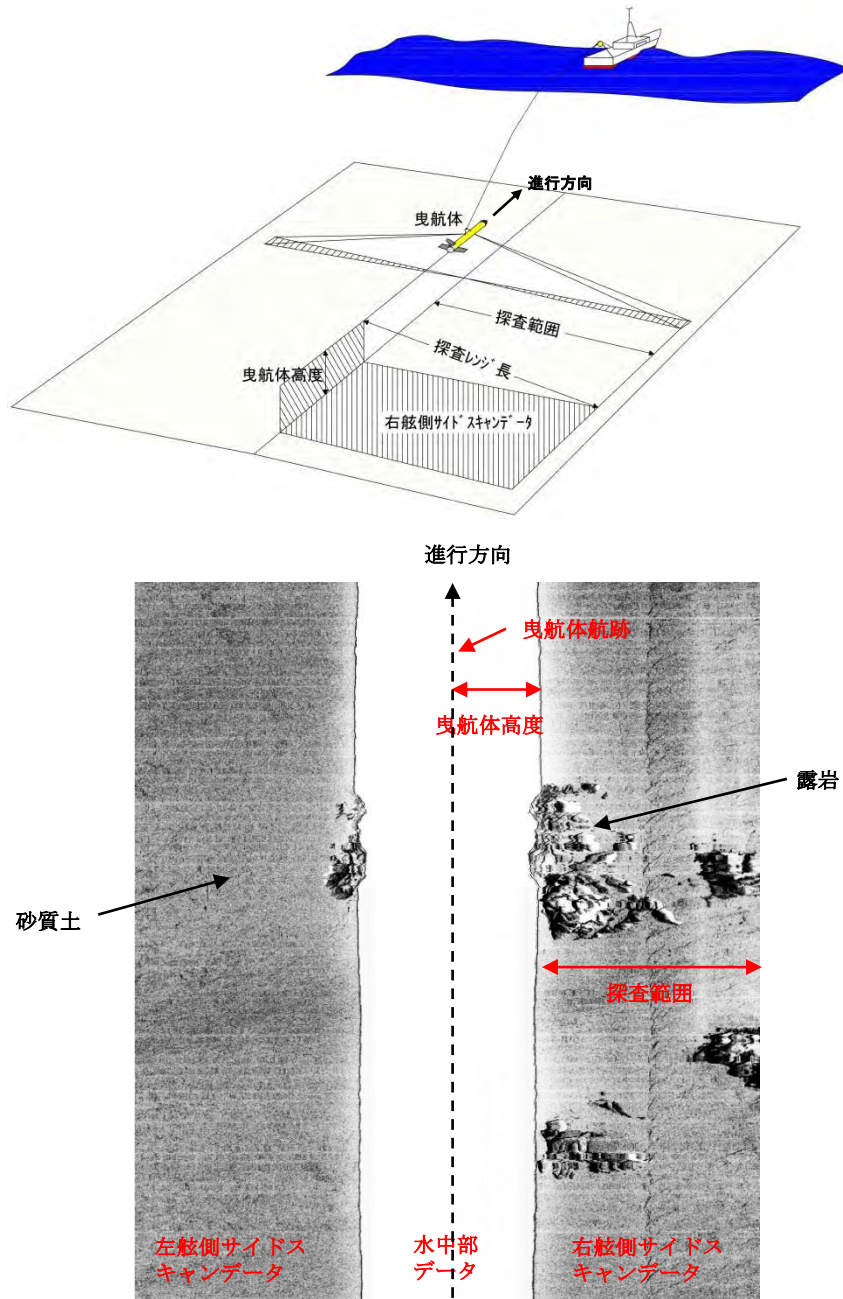 進行方向
曳航体
探査範囲
探査ﾚﾝｼﾞ長
曳航体高度
右舷側ｻｲﾄﾞｽｷｬﾝﾃﾞｰﾀ
進行方向
曳航体航跡
曳航体高度
露岩
砂質土
探査範囲
左舷側サイドス
キャンデータ
水中部
データ
右舷側サイドス
キャンデータ